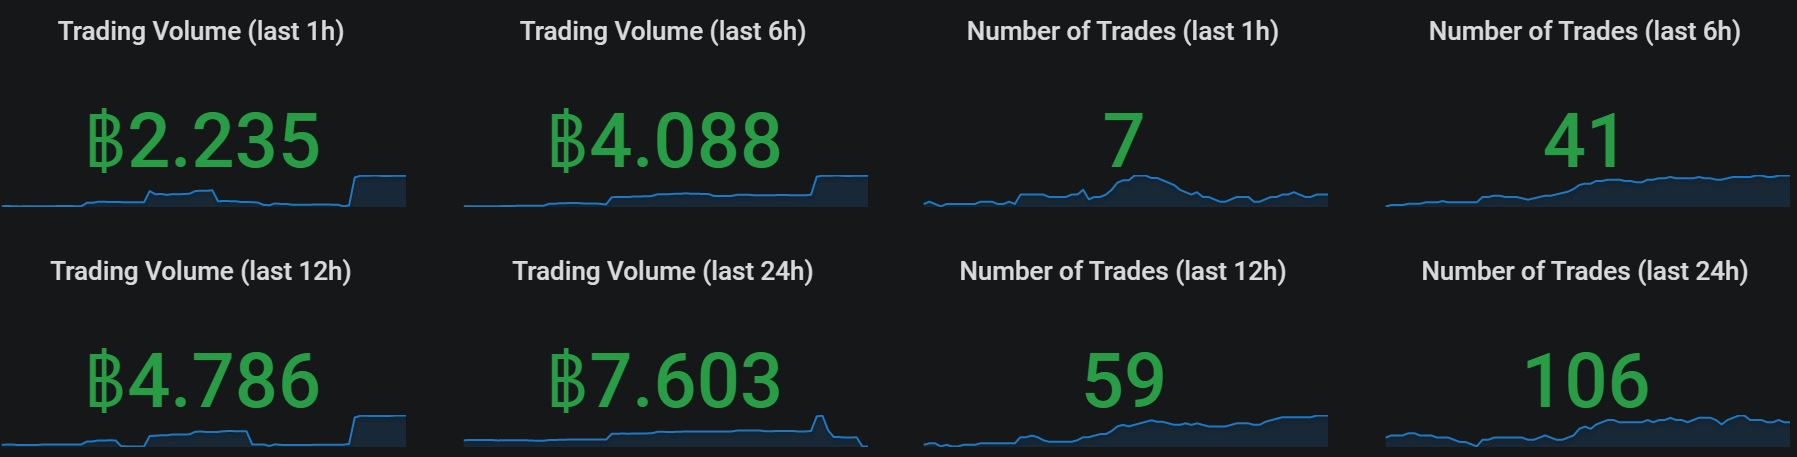 Trading Volume (last 1h)
Trading Volume (last 6h)
Number of Trades (last 1h)
Number of Trades (last 6h)
฿2.235
฿4.088
7
41
Trading Volume (last 12h)
Trading Volume (last 24h)
Number of Trades (last 12h)
Number of Trades (last 24h)
฿4.786
฿7.603
59
106